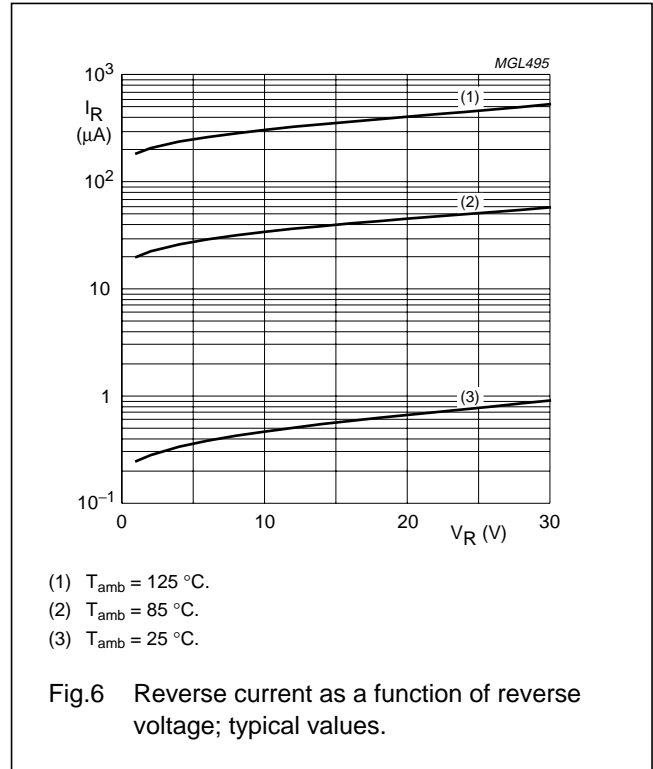 MGL495
10³
I_R
(μA)
(1)
10²
(2)
10
1
(3)
10⁻¹
0
10
20
V_R (V)
30
(1) T_amb = 125 °C.
(2) T_amb = 85 °C.
(3) T_amb = 25 °C.
Fig.6 Reverse current as a function of reverse
voltage; typical values.